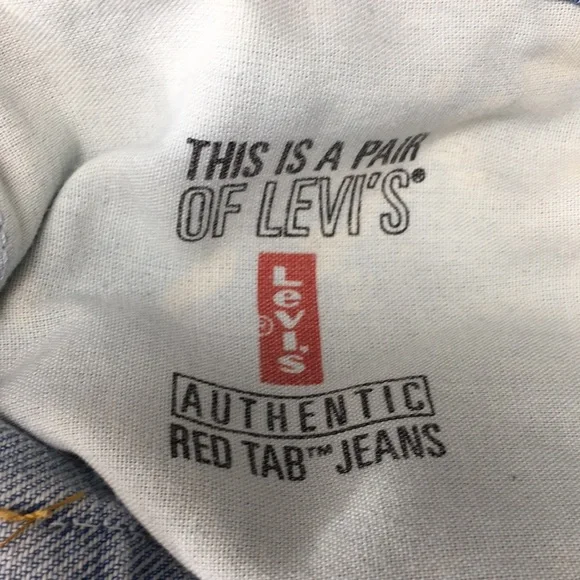 THIS IS A PAIR
OF LEVI'S®
LeVI'S
®
AUTHENTIC
RED TAB™ JEANS